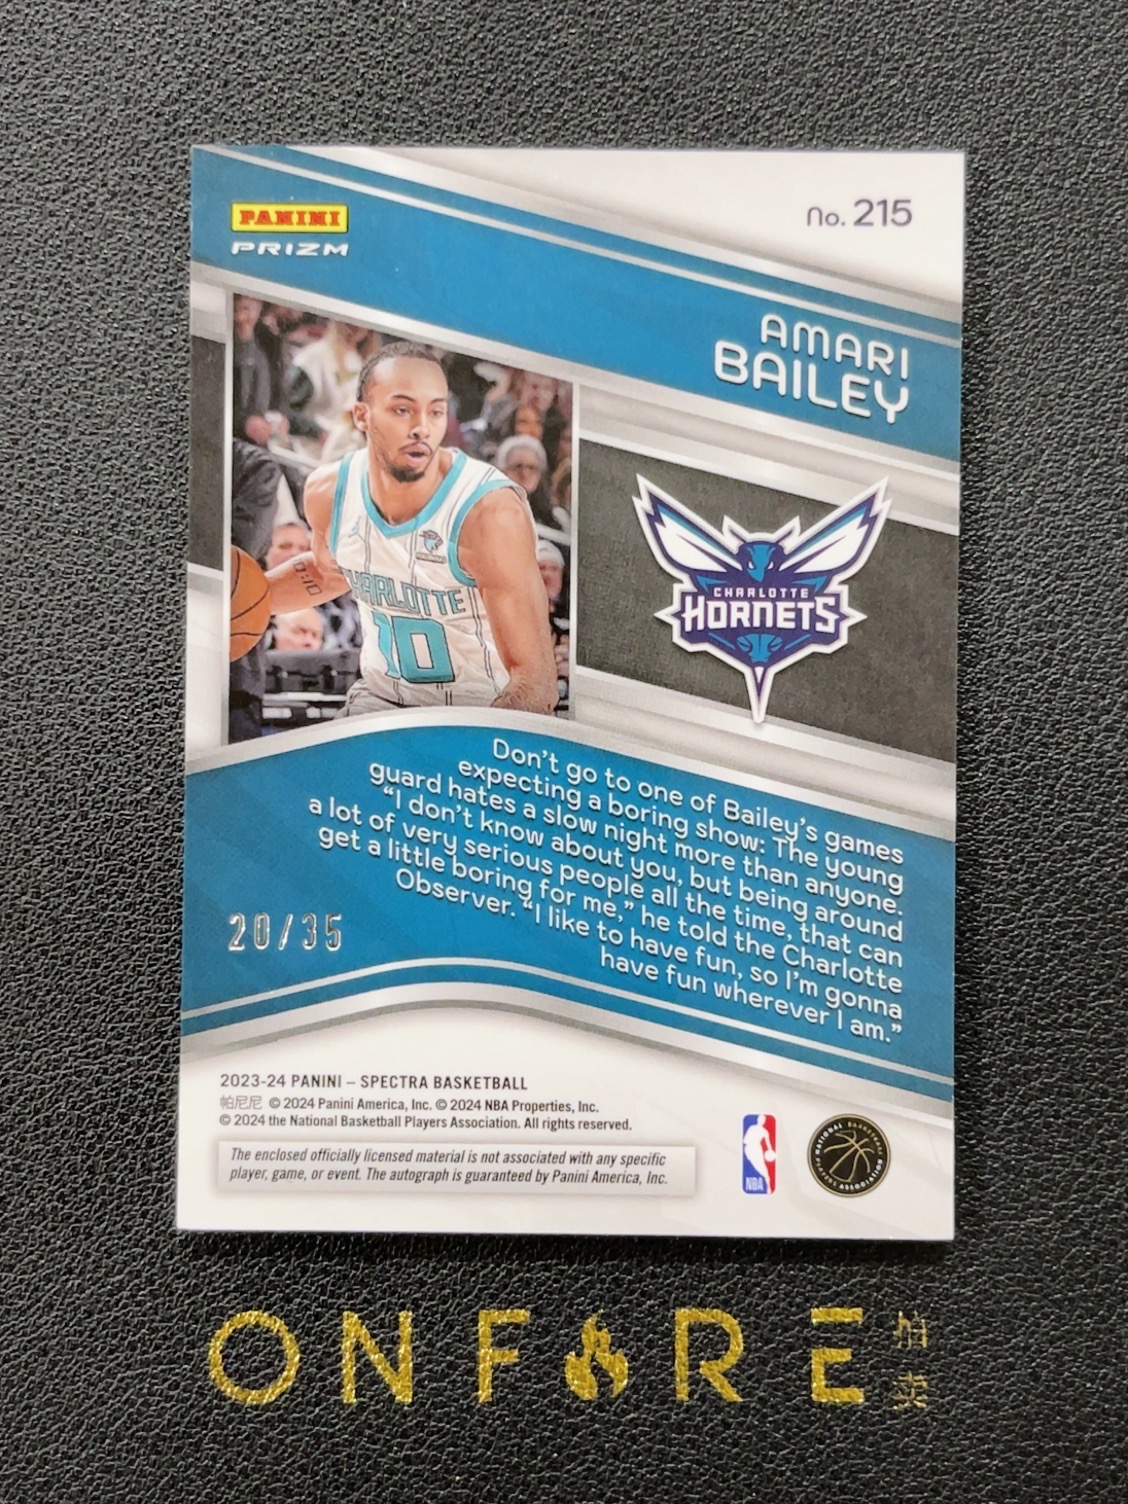 PANINI
PRIZM
No. 215
AMARI
BAILEY
CHARLOTTE
10
CHARLOTTE
HORNETS
Don't go to one of Bailey's games
expecting a boring show: The young
guard hates a slow night more than anyone.
"I don't know about you, but being around
a lot of very serious people all the time, that can
get a little boring for me," he told the Charlotte
Observer. "I like to have fun, so I'm gonna
have fun wherever I am."
20/35
2023-24 PANINI – SPECTRA BASKETBALL
帕尼尼 © 2024 Panini America, Inc. © 2024 NBA Properties, Inc.
© 2024 the National Basketball Players Association. All rights reserved.
The enclosed officially licensed material is not associated with any specific
player, game, or event. The autograph is guaranteed by Panini America, Inc.
NBA
NATIONAL BASKETBALL
PLAYERS ASSOCIATION
ONFIRE
拍卖